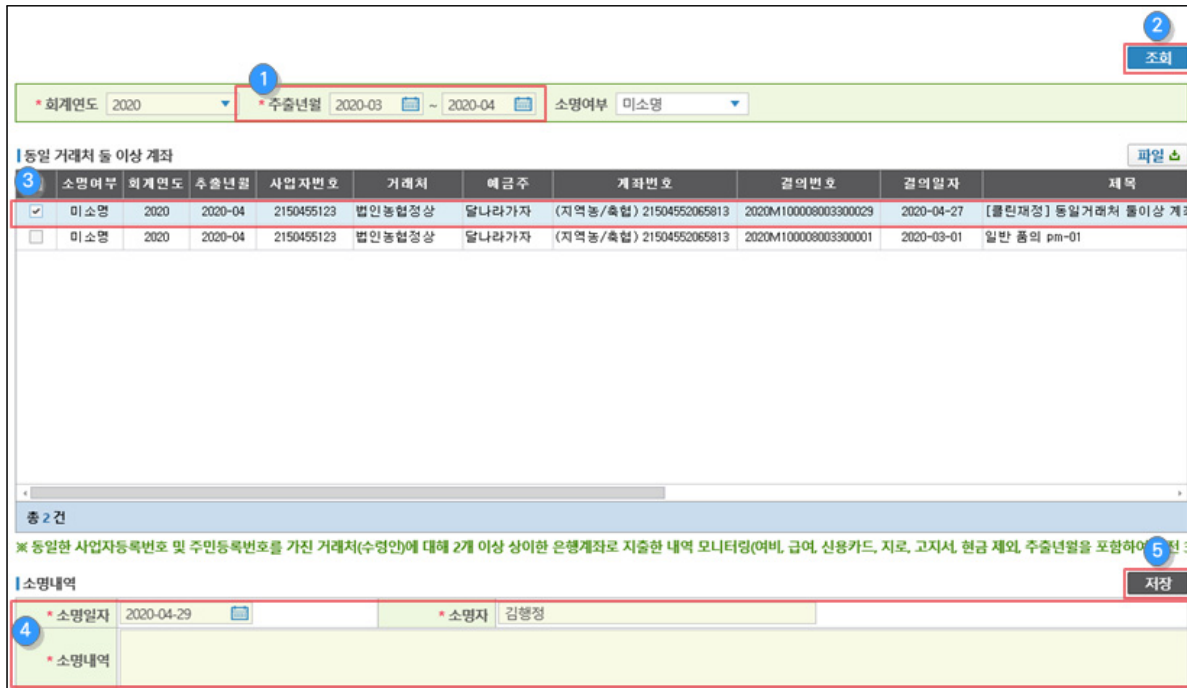 2
조회
1
* 회계연도 2020 * 추출년월 2020-03 ~ 2020-04 소명여부 미소명
동일 거래처 둘 이상 계좌 파일
3 소명여부 회계연도 추출년월 사업자번호 거래처 예금주 계좌번호 결의번호 결의일자 제목
미소명 2020 2020-04 2150455123 법인농협정상 달나라가자 (지역농/축협) 21504552065813 2020M100008003300029 2020-04-27 [클린재정] 동일거래처 둘이상 계좌
미소명 2020 2020-04 2150455123 법인농협정상 달나라가자 (지역농/축협) 21504552065813 2020M100008003300001 2020-03-01 일반 품의 pm-01
총 2 건
※ 동일한 사업자등록번호 및 주민등록번호를 가진 거래처(수령인)에 대해 2개 이상 상이한 은행계좌로 지출한 내역 모니터링(여비, 급여, 신용카드, 지로, 고지서, 현금 제외, 추출년월을 포함하여 전
5
소명내역 저장
* 소명일자 2020-04-29 * 소명자 김행정
4
* 소명내역